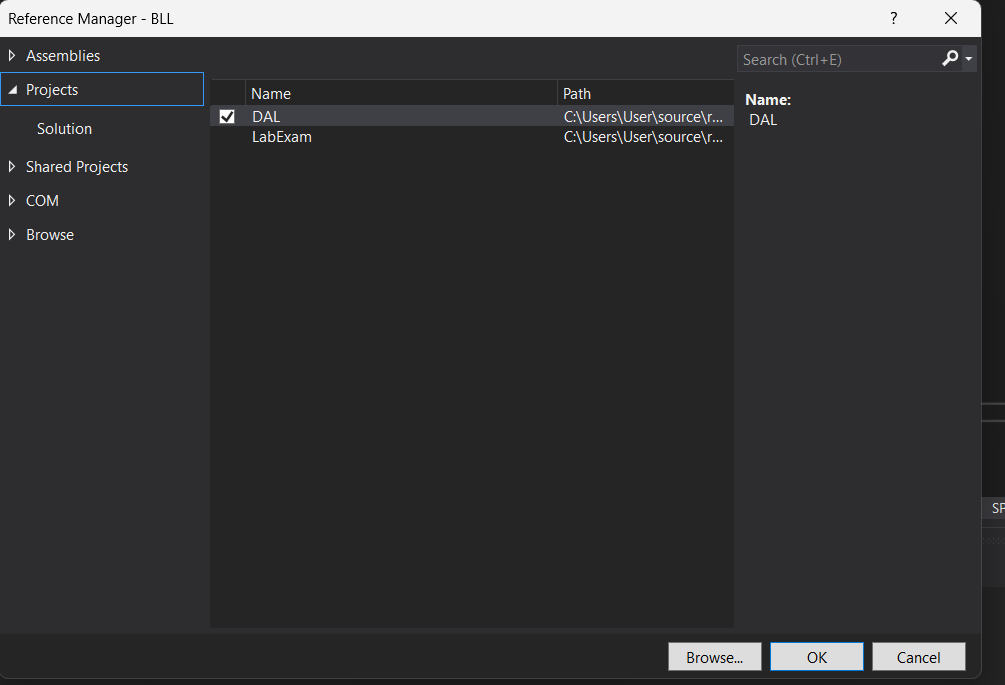 Reference Manager - BLL
?
Assemblies
Projects
Solution
Shared Projects
COM
Browse
Name Path
DAL C:\Users\User\source\r...
LabExam C:\Users\User\source\r...
Search (Ctrl+E)
Name:
DAL
SP
Browse... OK Cancel